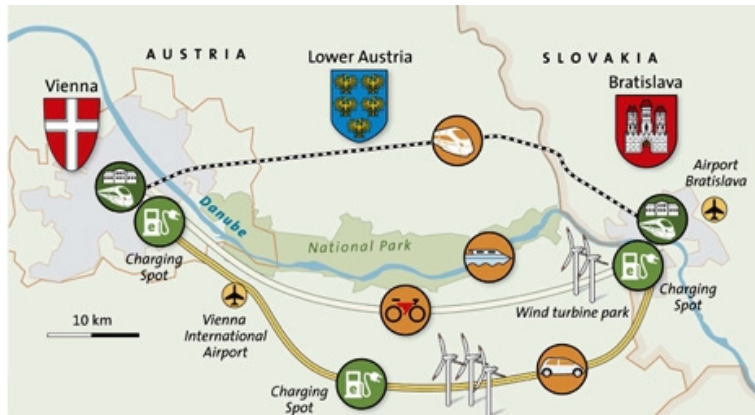 AUSTRIA
Lower Austria
SLOVAKIA
Vienna
Bratislava
Airport
Bratislava
Danube
National Park
Charging
Spot
Charging
Spot
Wind turbine park
Vienna
International
Airport
10 km
Charging
Spot